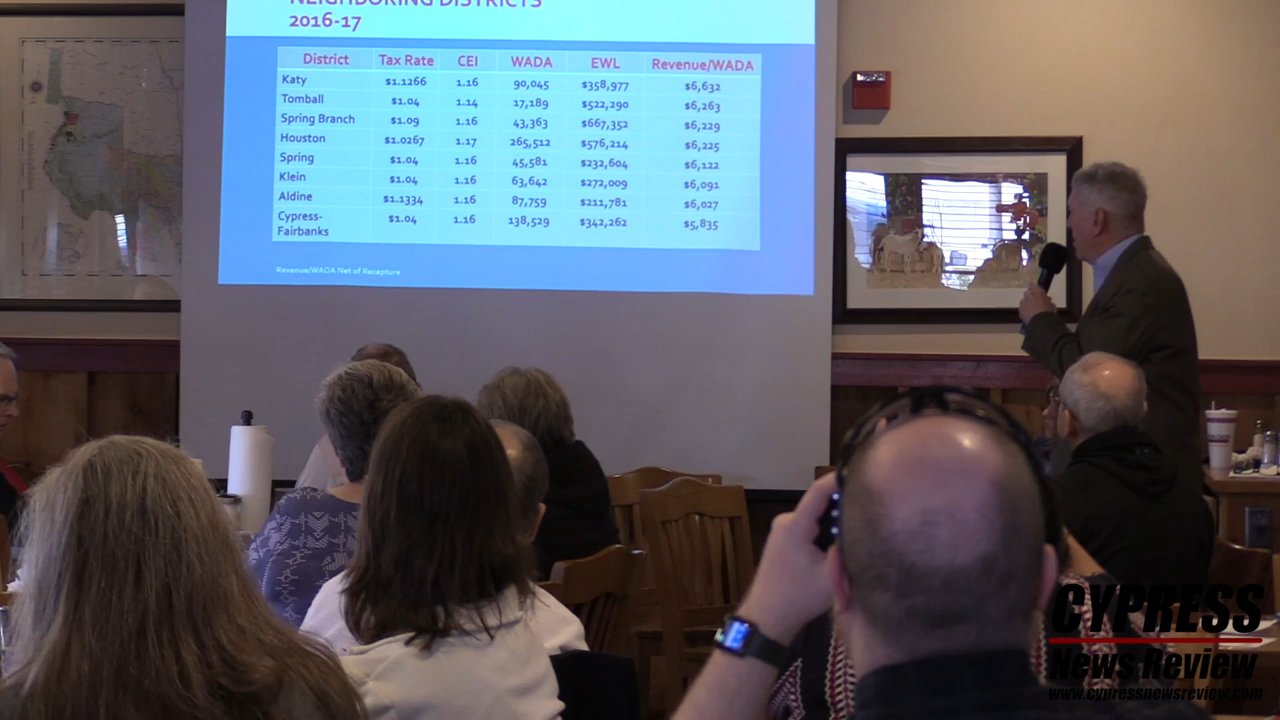 NEIGHBORING DISTRICTS
2016-17
District Tax Rate CEI WADA EWL Revenue/WADA
Katy $1.1266 1.16 90,045 $358,977 $6,632
Tomball $1.04 1.14 17,189 $522,290 $6,263
Spring Branch $1.09 1.16 43,363 $667,352 $6,229
Houston $1.0267 1.17 265,512 $576,214 $6,225
Spring $1.04 1.16 45,581 $232,604 $6,122
Klein $1.04 1.16 63,642 $272,009 $6,091
Aldine $1.1334 1.16 87,759 $211,781 $6,027
Cypress-
Fairbanks $1.04 1.16 138,529 $342,262 $5,835
Revenue/WADA Net of Recapture
CYPRESS
News Review
www.cypressnewsreview.com